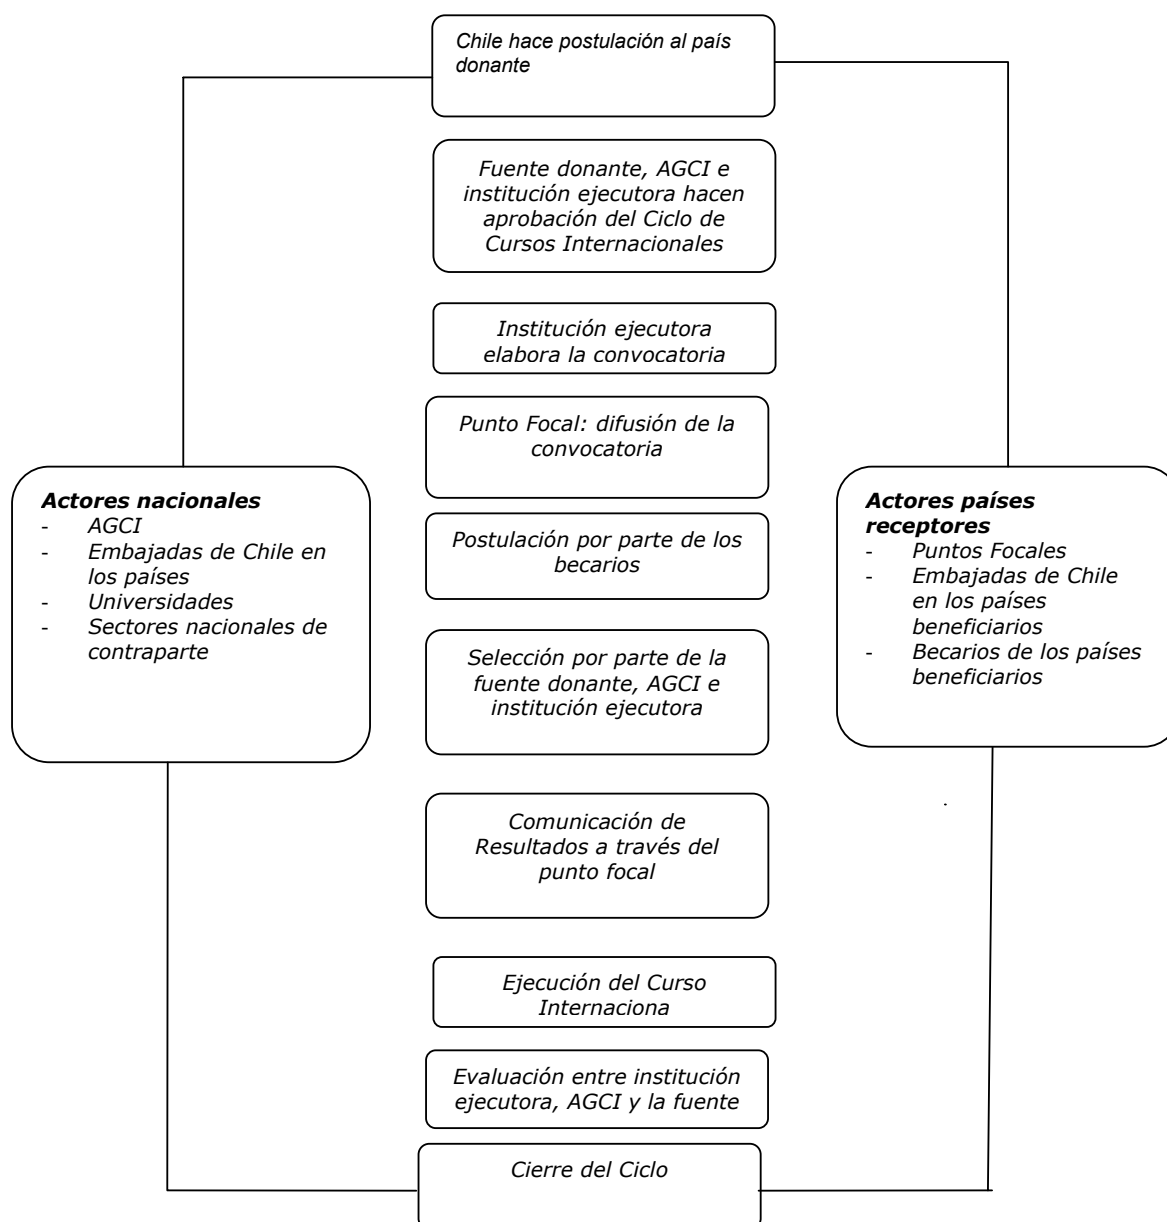 Chile hace postulación al país
donante
Fuente donante, AGCI e
institución ejecutora hacen
aprobación del Ciclo de
Cursos Internacionales
Institución ejecutora
elabora la convocatoria
Punto Focal: difusión de la
convocatoria
Actores nacionales
- AGCI
- Embajadas de Chile en
los países
- Universidades
- Sectores nacionales de
contraparte
Postulación por parte de los
becarios
Selección por parte de la
fuente donante, AGCI e
institución ejecutora
Actores países
receptores
- Puntos Focales
- Embajadas de Chile
en los países
beneficiarios
- Becarios de los países
beneficiarios
Comunicación de
Resultados a través del
punto focal
Ejecución del Curso
Internaciona
Evaluación entre institución
ejecutora, AGCI y la fuente
Cierre del Ciclo